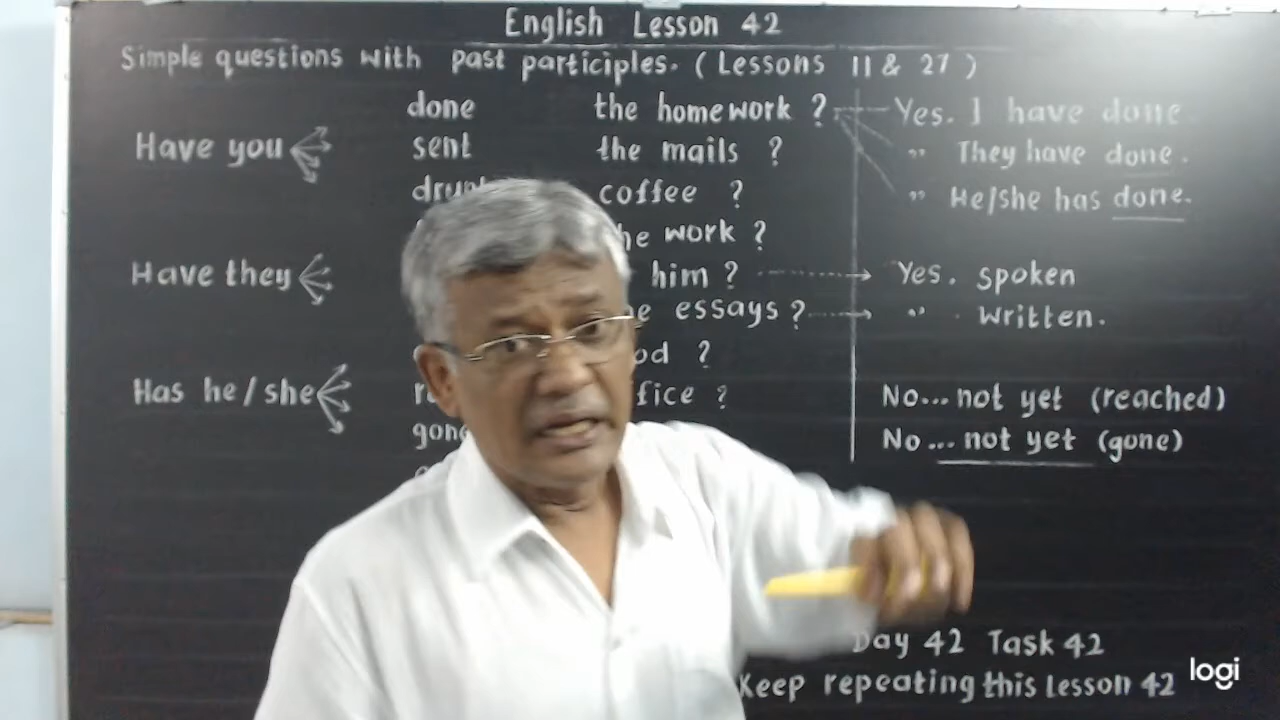 English Lesson 42
Simple questions with past participles. (Lessons 11 & 27)
Have you
Have they
Has he/she
done the homework ?
sent the mails ?
coffee ?
work ?
him ?
essays ?
?
?
Yes. I have done
" They have done.
" He/she has done.
Yes. spoken
" . written.
No... not yet (reached)
No ... not yet (gone)
Day 42 Task 42
Keep repeating this Lesson 42
logi